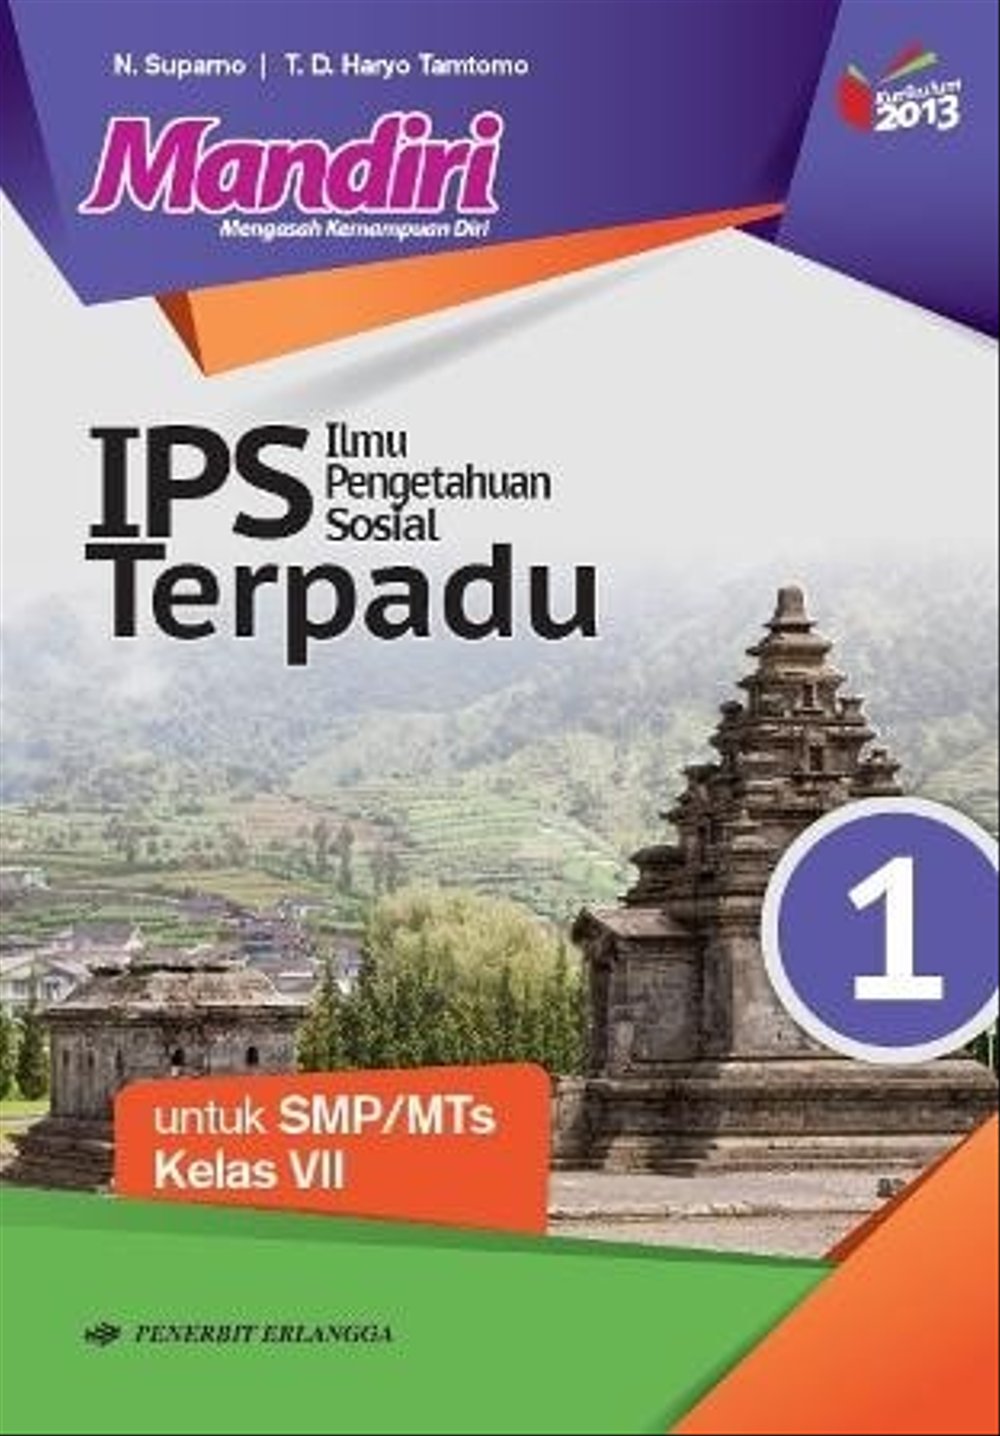 N. Suparno | T. D. Haryo Tamtomo
Kurikulum
2013
Mandiri
Mengasah Kemampuan Diri
IPS
Ilmu
Pengetahuan
Sosial
Terpadu
1
untuk SMP/MTs
Kelas VII
PENERBIT ERLANGGA